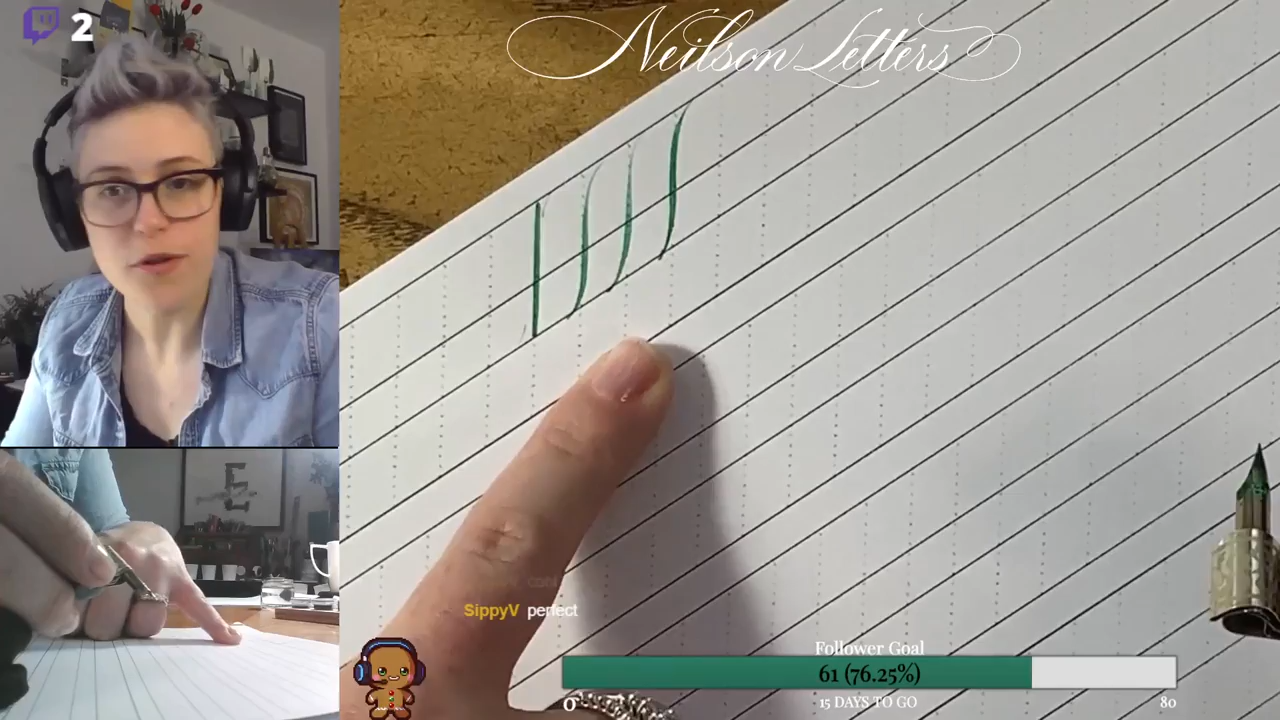 2
Neilson Letters
E
SippyV perfect
Follower Goal
61 (76.25%)
0
15 DAYS TO GO
80